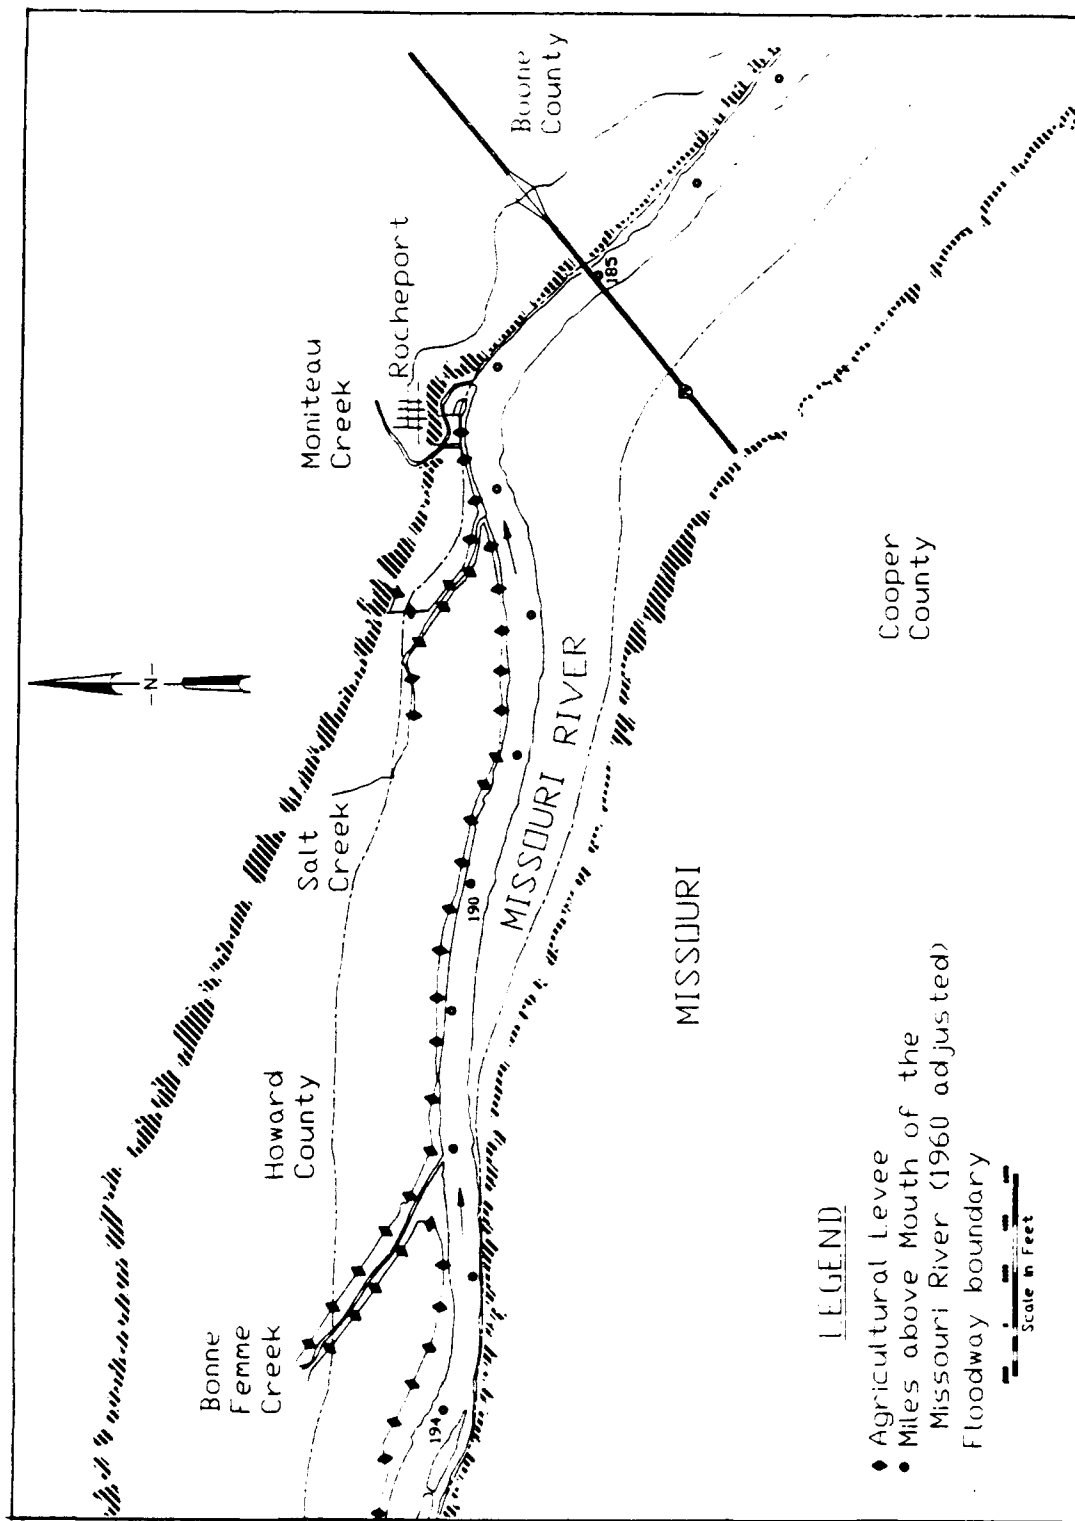 Boone
County
Rocheport
Moniteau
Creek
185
-N-
Salt
Creek
MISSOURI RIVER
190
Cooper
County
MISSOURI
Howard
County
Bonne
Femme
Creek
194
LEGEND
Agricultural Levee
Miles above Mouth of the
Missouri River (1960 adjusted)
Floodway boundary
Scale In Feet